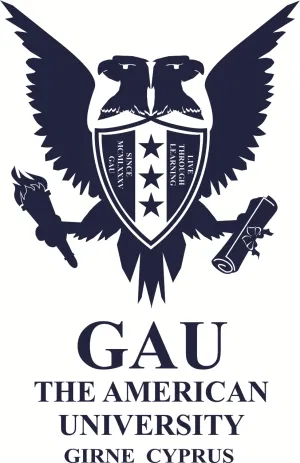 SINCE
MCMLXXXV
GAU
LIVE
THROUGH
LEARNING
GAU
THE AMERICAN
UNIVERSITY
GIRNE CYPRUS